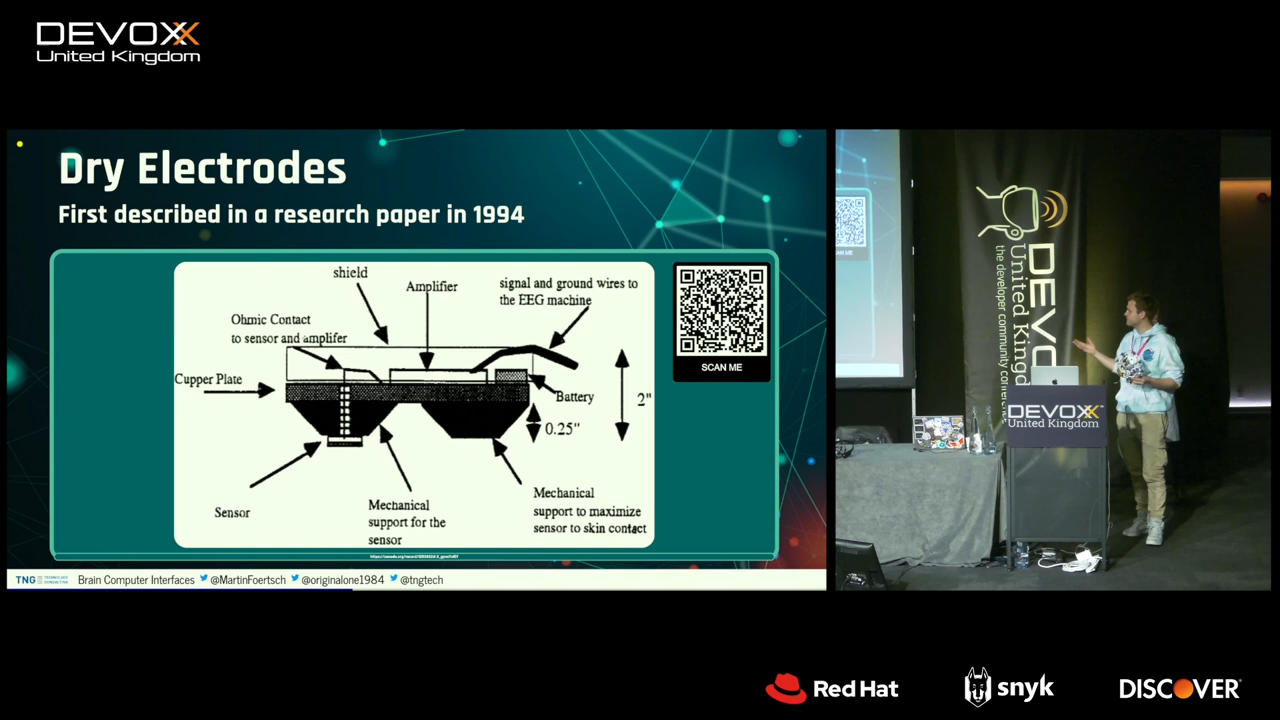 DEVOXX
United Kingdom
Dry Electrodes
First described in a research paper in 1994
shield
Amplifier
signal and ground wires to
the EEG machine
Ohmic Contact
to sensor and amplifer
Cupper Plate
Battery
2"
0.25"
Sensor
Mechanical
support for the
sensor
Mechanical
support to maximize
sensor to skin contact
SCAN ME
TNG TECHNOLOGY
CONSULTING
Brain Computer Interfaces @MartinFoertsch @originalone1984 @tngtech
DEVOXX
United Kingdom
the developer community
DEVOXX
United Kingdom
Red Hat
snyk
DISCOVER